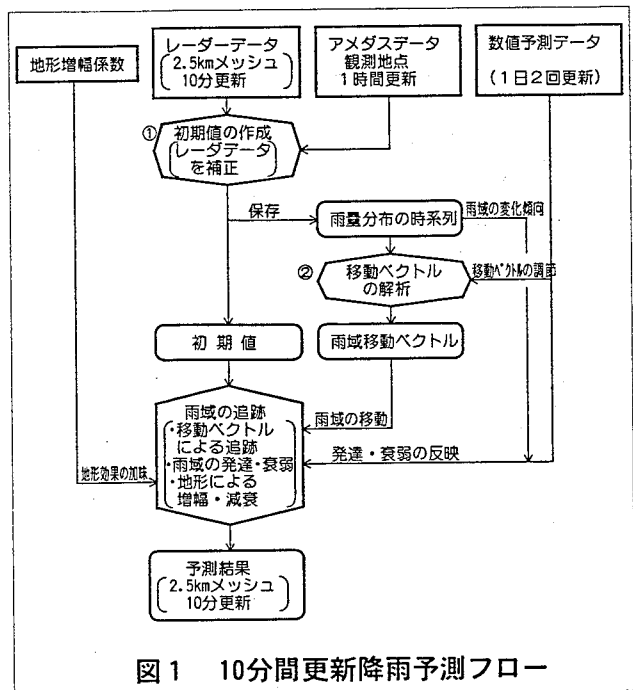 地形増幅係数
レーダーデータ
2.5kmメッシュ
10分更新
アメダスデータ
観測地点
1時間更新
数値予測データ
(1日2回更新)
①
初期値の作成
レーダデータ
を補正
保存
雨量分布の時系列
雨域の変化傾向
②
移動ベクトル
の解析
移動ベクトルの調節
初期値
雨域移動ベクトル
雨域の追跡
・移動ベクトル
による追跡
・雨域の発達・衰弱
・地形による
増幅・減衰
雨域の移動
発達・衰弱の反映
地形効果の加味
予測結果
2.5kmメッシュ
10分更新
図1 10分間更新降雨予測フロー